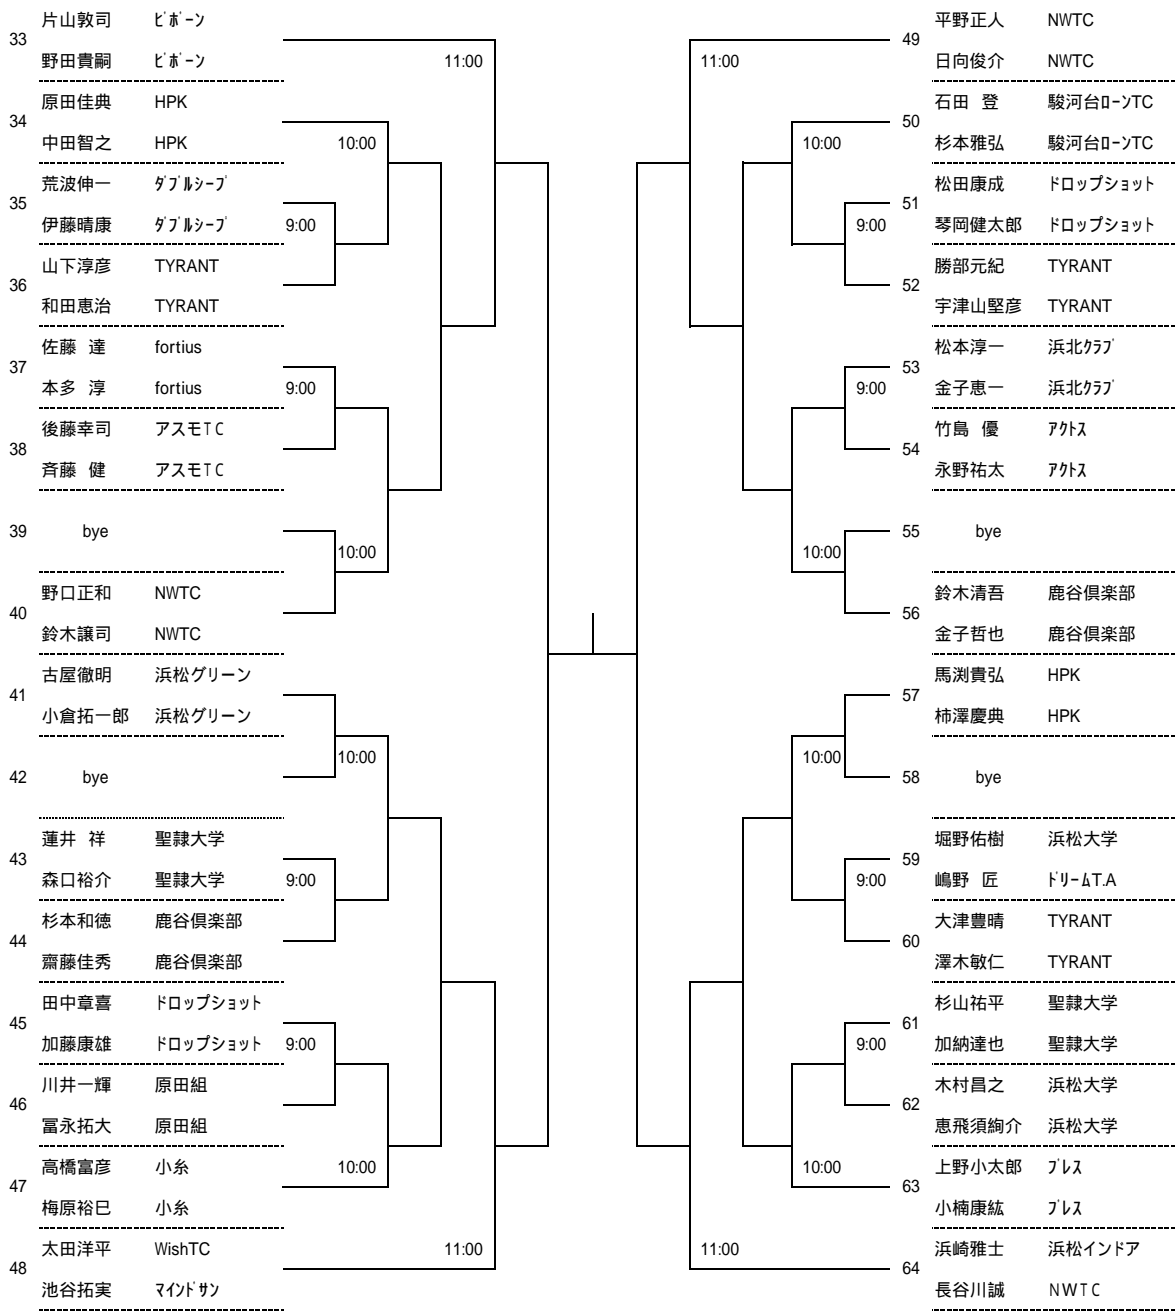 片山敦司 ﾋﾟﾎﾞｰﾝ
33 11:00
野田貴嗣 ﾋﾟﾎﾞｰﾝ
原田佳典 HPK
34
中田智之 HPK 10:00
荒波伸一 ﾀﾞﾌﾞﾙｼｰﾌﾞ
35
伊藤晴康 ﾀﾞﾌﾞﾙｼｰﾌﾞ 9:00
山下淳彦 TYRANT
36
和田恵治 TYRANT
佐藤 達 fortius
37
本多 淳 fortius 9:00
後藤幸司 アスモTC
38
斉藤 健 アスモTC
39 bye
10:00
野口正和 NWTC
40
鈴木譲司 NWTC
古屋徹明 浜松グリーン
41
小倉拓一郎 浜松グリーン
10:00
42 bye
蓮井 祥 聖隷大学
43
森口裕介 聖隷大学 9:00
杉本和徳 鹿谷倶楽部
44
齋藤佳秀 鹿谷倶楽部
田中章喜 ドロップショット
45
加藤康雄 ドロップショット 9:00
川井一輝 原田組
46
冨永拓大 原田組
高橋富彦 小糸 10:00
47
梅原裕巳 小糸
太田洋平 WishTC 11:00
48
池谷拓実 ﾏｲﾝﾄﾞサン
平野正人 NWTC
49
11:00 日向俊介 NWTC
石田 登 駿河台ﾛｰﾝTC
50
10:00 杉本雅弘 駿河台ﾛｰﾝTC
松田康成 ドロップショット
51
9:00 琴岡健太郎 ドロップショット
勝部元紀 TYRANT
52
宇津山堅彦 TYRANT
松本淳一 浜北ｸﾗﾌﾞ
53
9:00 金子恵一 浜北ｸﾗﾌﾞ
竹島 優 ｱｸﾄｽ
54
永野祐太 ｱｸﾄｽ
55 bye
10:00
鈴木清吾 鹿谷倶楽部
56
金子哲也 鹿谷倶楽部
馬渕貴弘 HPK
57
柿澤慶典 HPK
10:00
58 bye
堀野佑樹 浜松大学
59
9:00 嶋野 匠 ﾄﾞﾘｰﾑT.A
大津豊晴 TYRANT
60
澤木敏仁 TYRANT
杉山祐平 聖隷大学
61
9:00 加納達也 聖隷大学
木村昌之 浜松大学
62
恵飛須絢介 浜松大学
10:00 上野小太郎 ﾌﾞﾚｽ
63
小楠康紘 ﾌﾞﾚｽ
11:00 浜崎雅士 浜松インドア
64
長谷川誠 NWTC